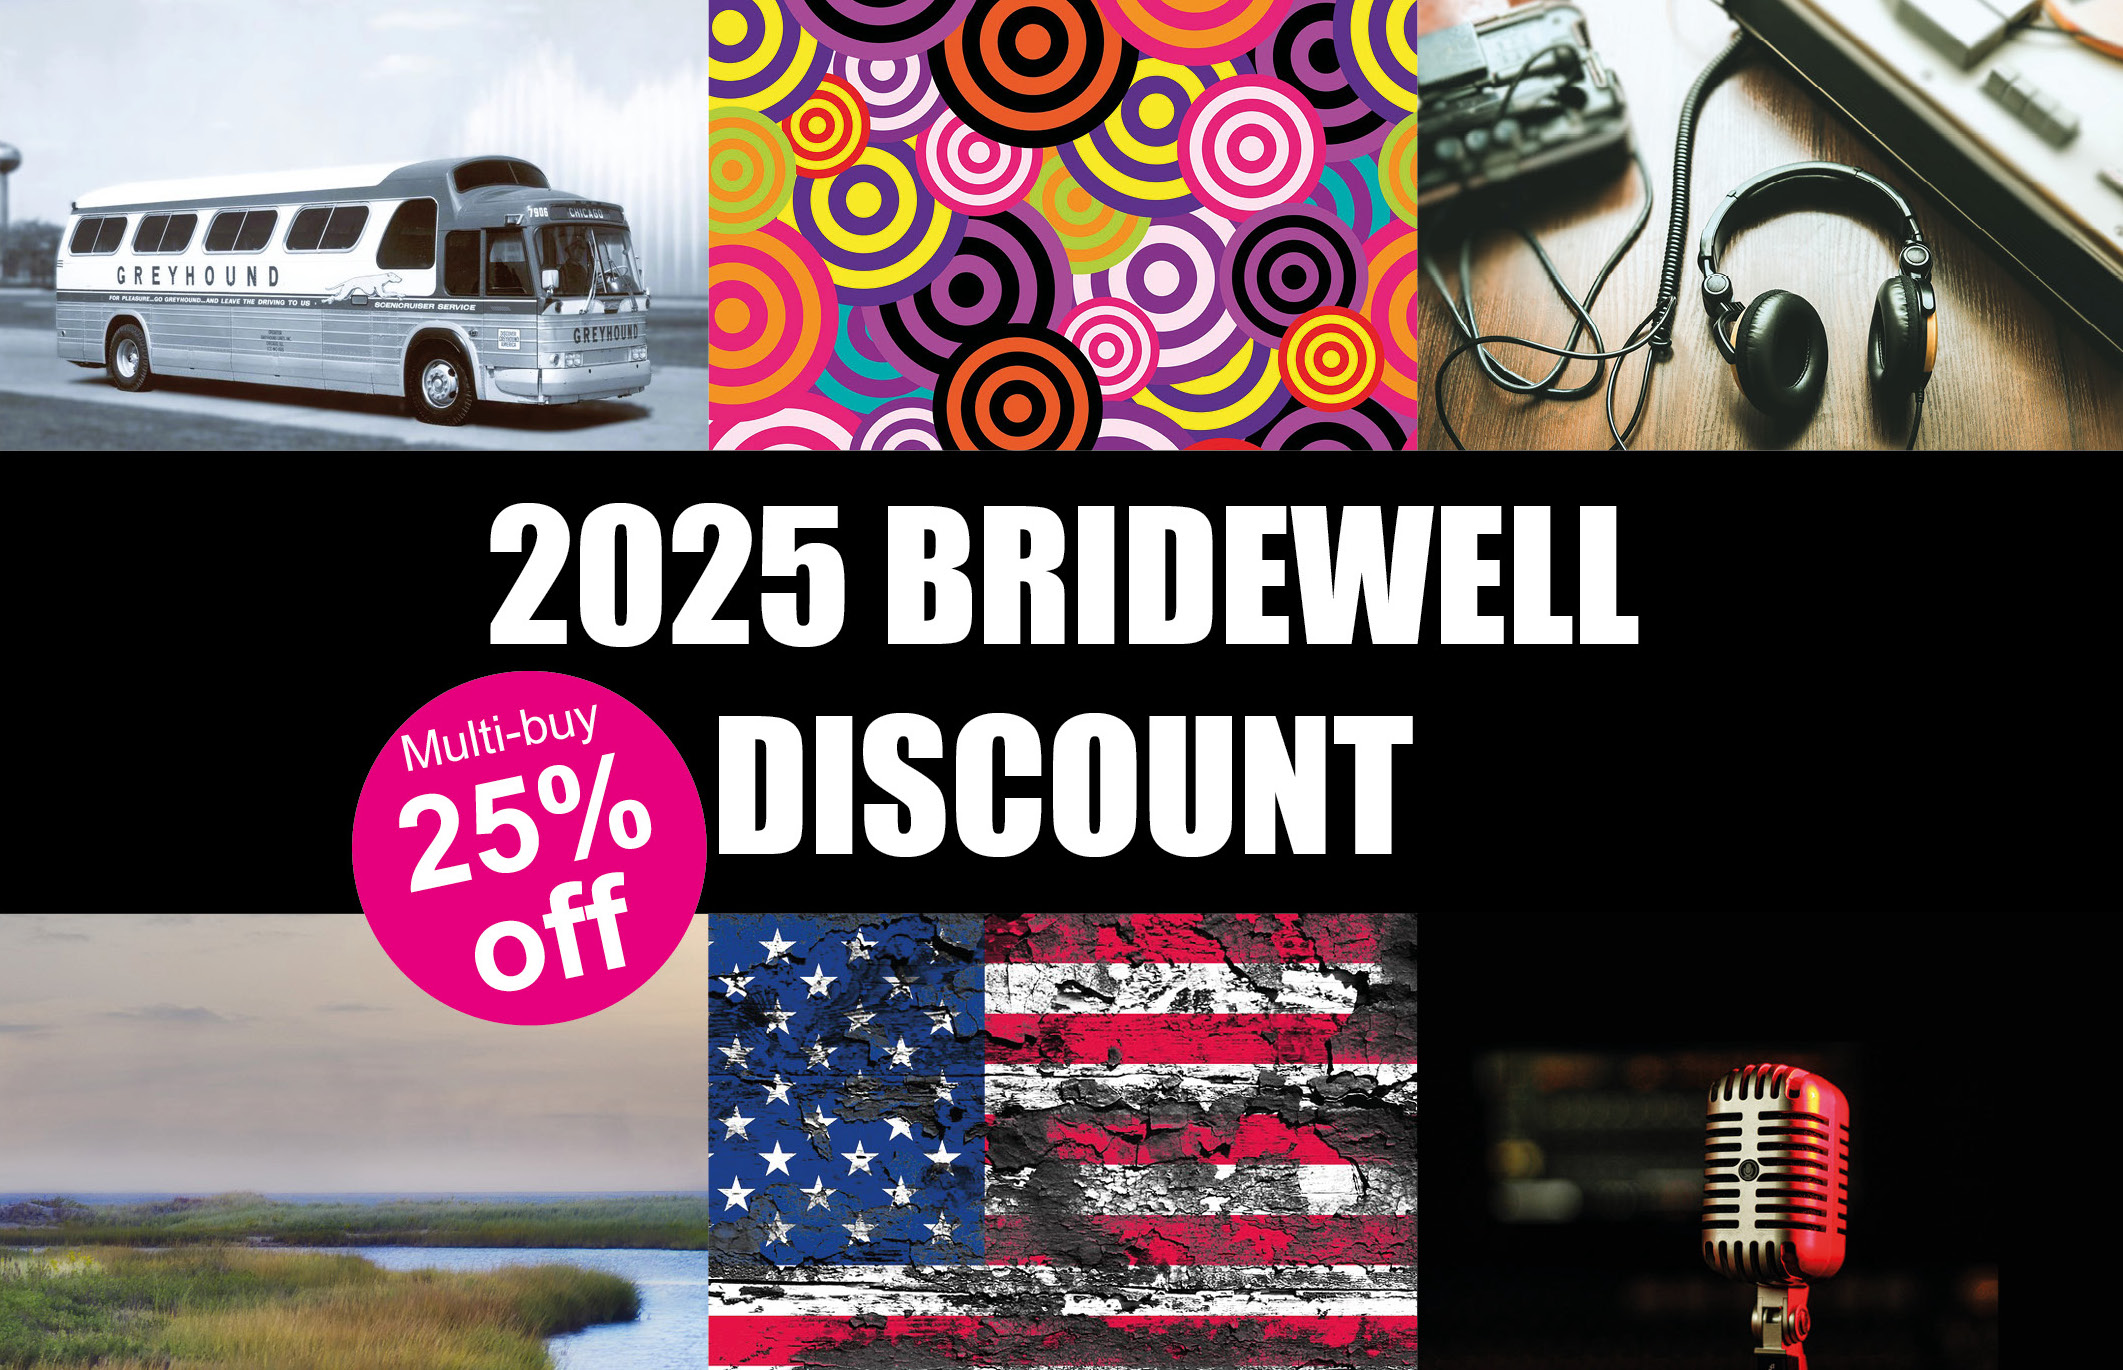 7906 CHICAGO
GREYHOUND
FOR PLEASURE...GO GREYHOUND...AND LEAVE THE DRIVING TO US
SCENICRUISER SERVICE
GREYHOUND
2025 BRIDEWELL
DISCOUNT
Multi-buy
25%
off